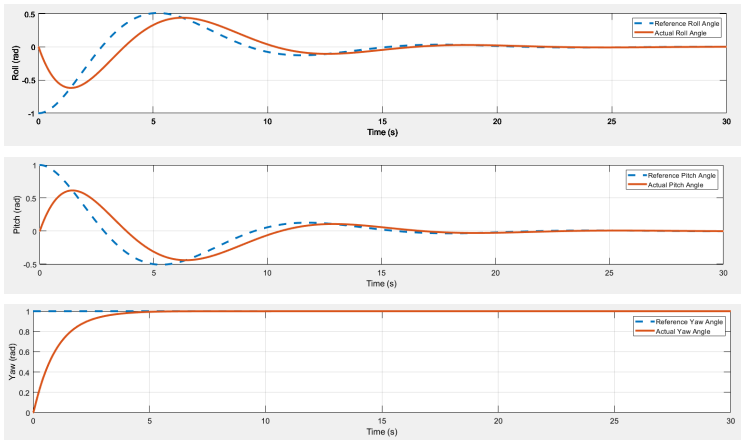 0.5
0
-0.5
-1
Roll (rad)
Reference Roll Angle
Actual Roll Angle
0 5 10 15 20 25 30
Time (s)
1
0.5
0
-0.5
Pitch (rad)
Reference Pitch Angle
Actual Pitch Angle
0 5 10 15 20 25 30
Time (s)
1
0.8
0.6
0.4
0.2
0
Yaw (rad)
Reference Yaw Angle
Actual Yaw Angle
0 5 10 15 20 25 30
Time (s)